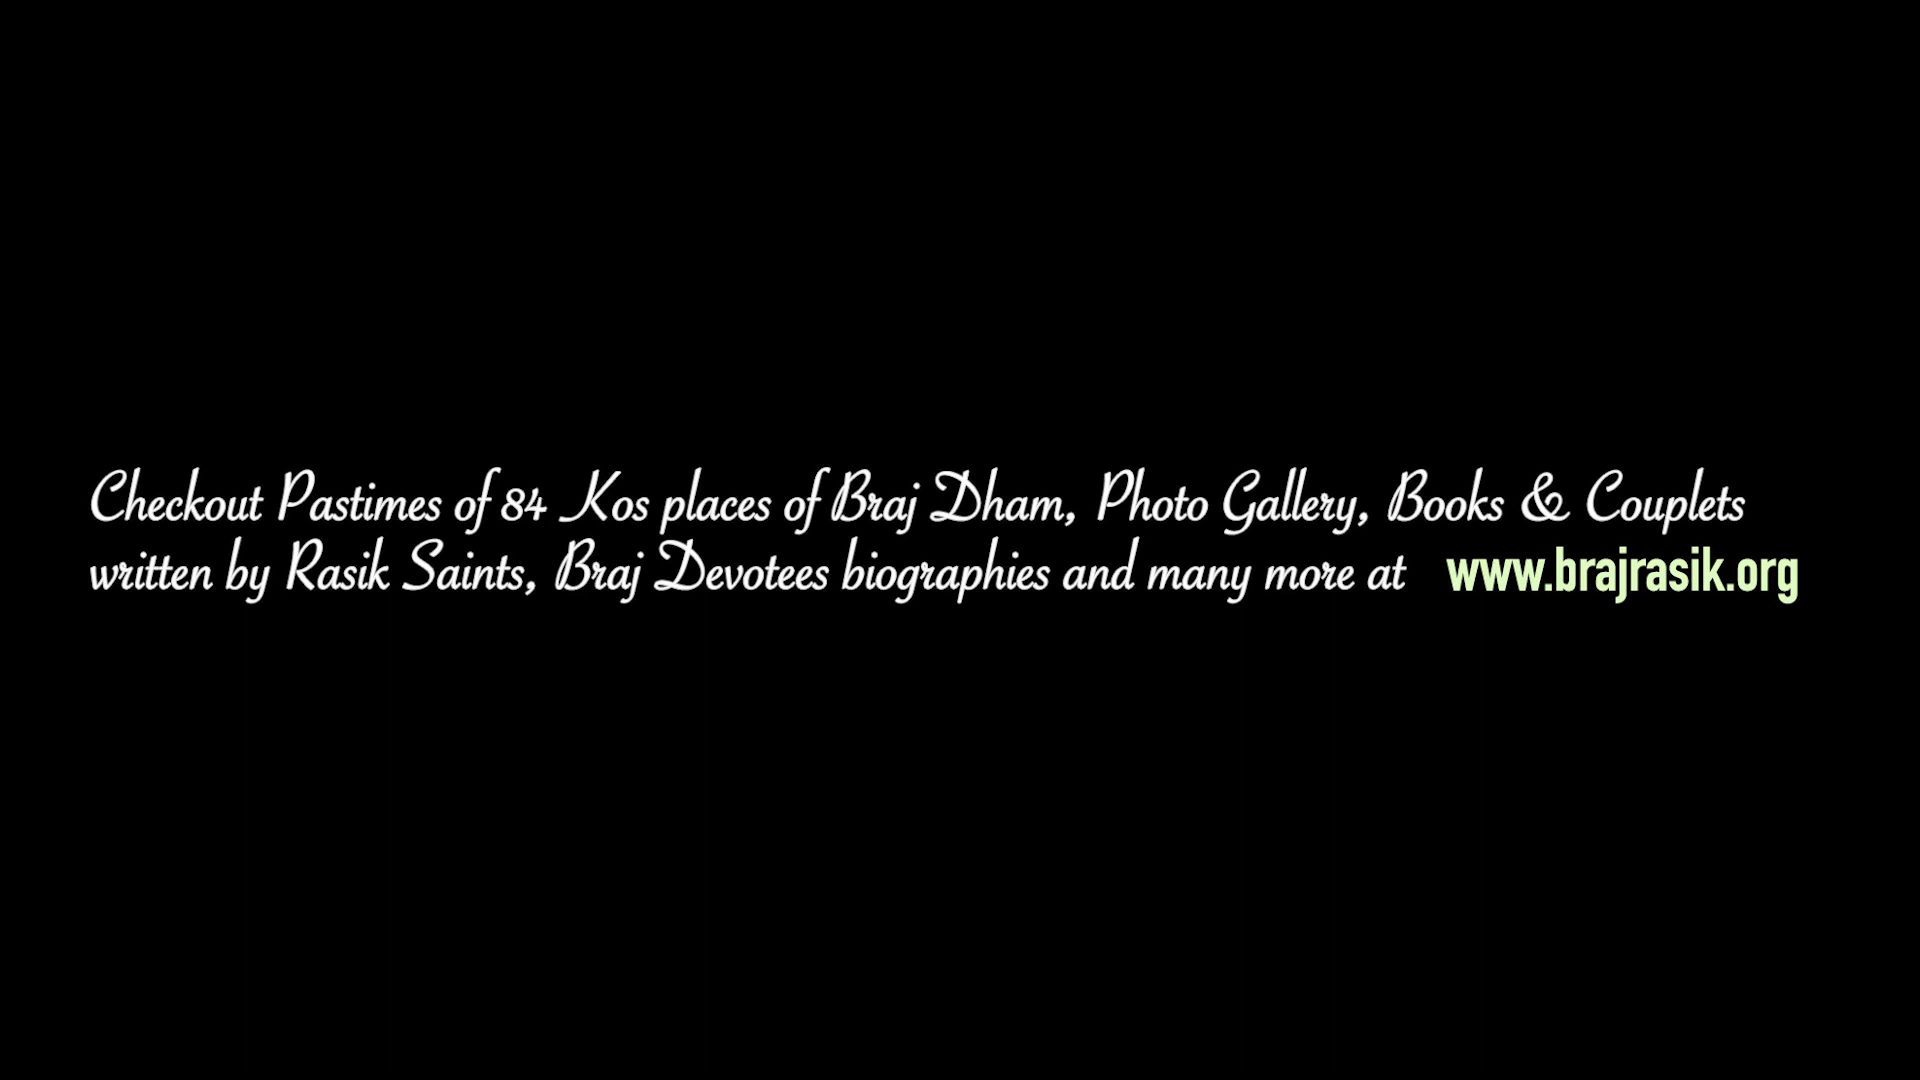 Checkout Pastimes of 84 Kos places of Braj Dham, Photo Gallery, Books & Couplets
written by Rasik Saints, Braj Devotees biographies and many more at www.brajrasik.org